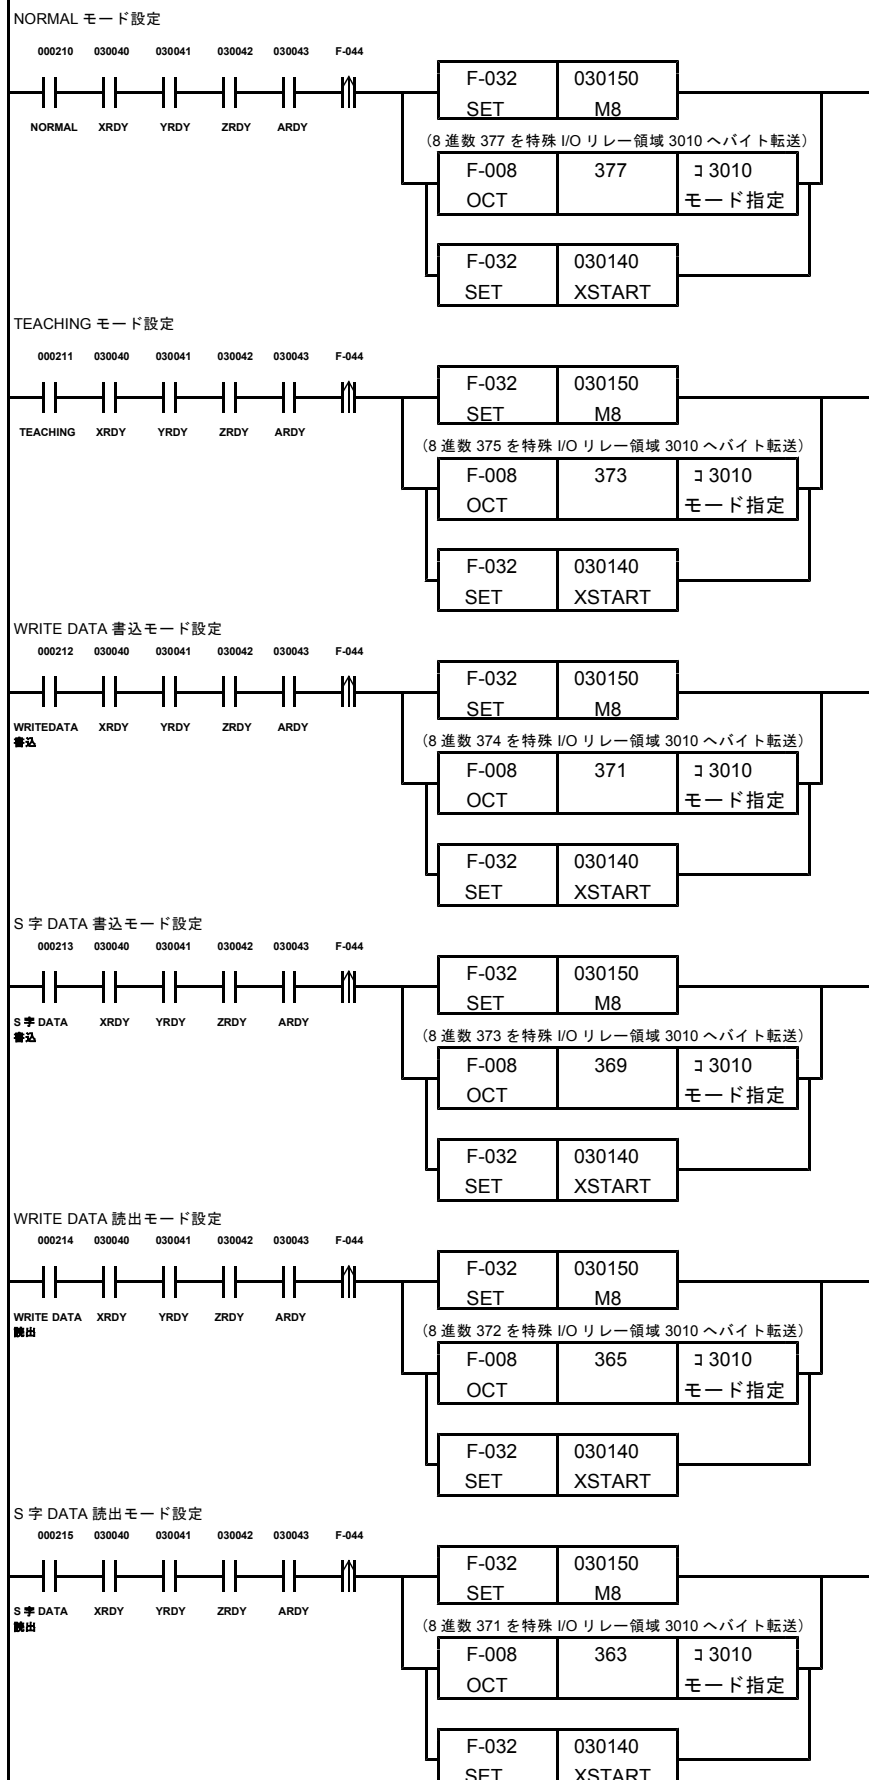 NORMAL モード設定
000210 030040 030041 030042 030043 F-044
NORMAL XRDY YRDY ZRDY ARDY
F-032 030150
SET M8
(8 進数 377 を特殊 I/O リレー領域 3010 へバイト転送)
F-008 377 ｺ 3010
OCT モード指定
F-032 030140
SET XSTART
TEACHING モード設定
000211 030040 030041 030042 030043 F-044
TEACHING XRDY YRDY ZRDY ARDY
F-032 030150
SET M8
(8 進数 375 を特殊 I/O リレー領域 3010 へバイト転送)
F-008 373 ｺ 3010
OCT モード指定
F-032 030140
SET XSTART
WRITE DATA 書込モード設定
000212 030040 030041 030042 030043 F-044
WRITEDATA XRDY YRDY ZRDY ARDY
書込
F-032 030150
SET M8
(8 進数 374 を特殊 I/O リレー領域 3010 へバイト転送)
F-008 371 ｺ 3010
OCT モード指定
F-032 030140
SET XSTART
S 字 DATA 書込モード設定
000213 030040 030041 030042 030043 F-044
S 字 DATA XRDY YRDY ZRDY ARDY
書込
F-032 030150
SET M8
(8 進数 373 を特殊 I/O リレー領域 3010 へバイト転送)
F-008 369 ｺ 3010
OCT モード指定
F-032 030140
SET XSTART
WRITE DATA 読出モード設定
000214 030040 030041 030042 030043 F-044
WRITE DATA XRDY YRDY ZRDY ARDY
読出
F-032 030150
SET M8
(8 進数 372 を特殊 I/O リレー領域 3010 へバイト転送)
F-008 365 ｺ 3010
OCT モード指定
F-032 030140
SET XSTART
S 字 DATA 読出モード設定
000215 030040 030041 030042 030043 F-044
S 字 DATA XRDY YRDY ZRDY ARDY
読出
F-032 030150
SET M8
(8 進数 371 を特殊 I/O リレー領域 3010 へバイト転送)
F-008 363 ｺ 3010
OCT モード指定
F-032 030140
SET XSTART